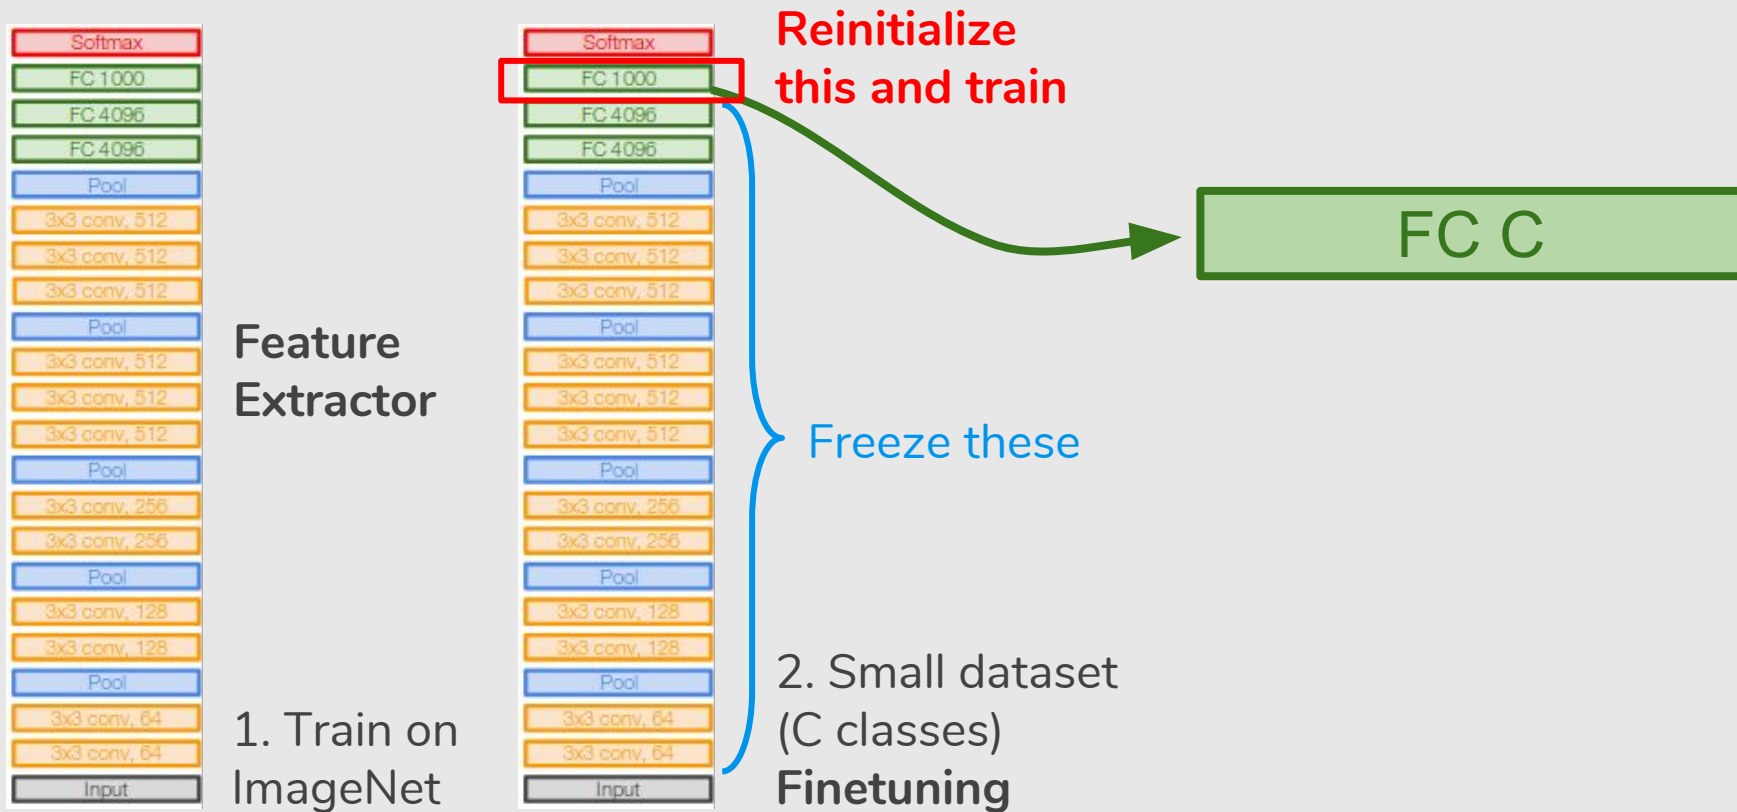 Softmax
FC 1000
FC 4096
FC 4096
Pool
3x3 conv, 512
3x3 conv, 512
3x3 conv, 512
Pool
3x3 conv, 512
3x3 conv, 512
3x3 conv, 512
Pool
3x3 conv, 256
3x3 conv, 256
Pool
3x3 conv, 128
3x3 conv, 128
Pool
3x3 conv, 64
3x3 conv, 64
Input
Feature
Extractor
1. Train on
ImageNet
Softmax
FC 1000
FC 4096
FC 4096
Pool
3x3 conv, 512
3x3 conv, 512
3x3 conv, 512
Pool
3x3 conv, 512
3x3 conv, 512
3x3 conv, 512
Pool
3x3 conv, 256
3x3 conv, 256
Pool
3x3 conv, 128
3x3 conv, 128
Pool
3x3 conv, 64
3x3 conv, 64
Input
Reinitialize
this and train
FC C
Freeze these
2. Small dataset
(C classes)
Finetuning